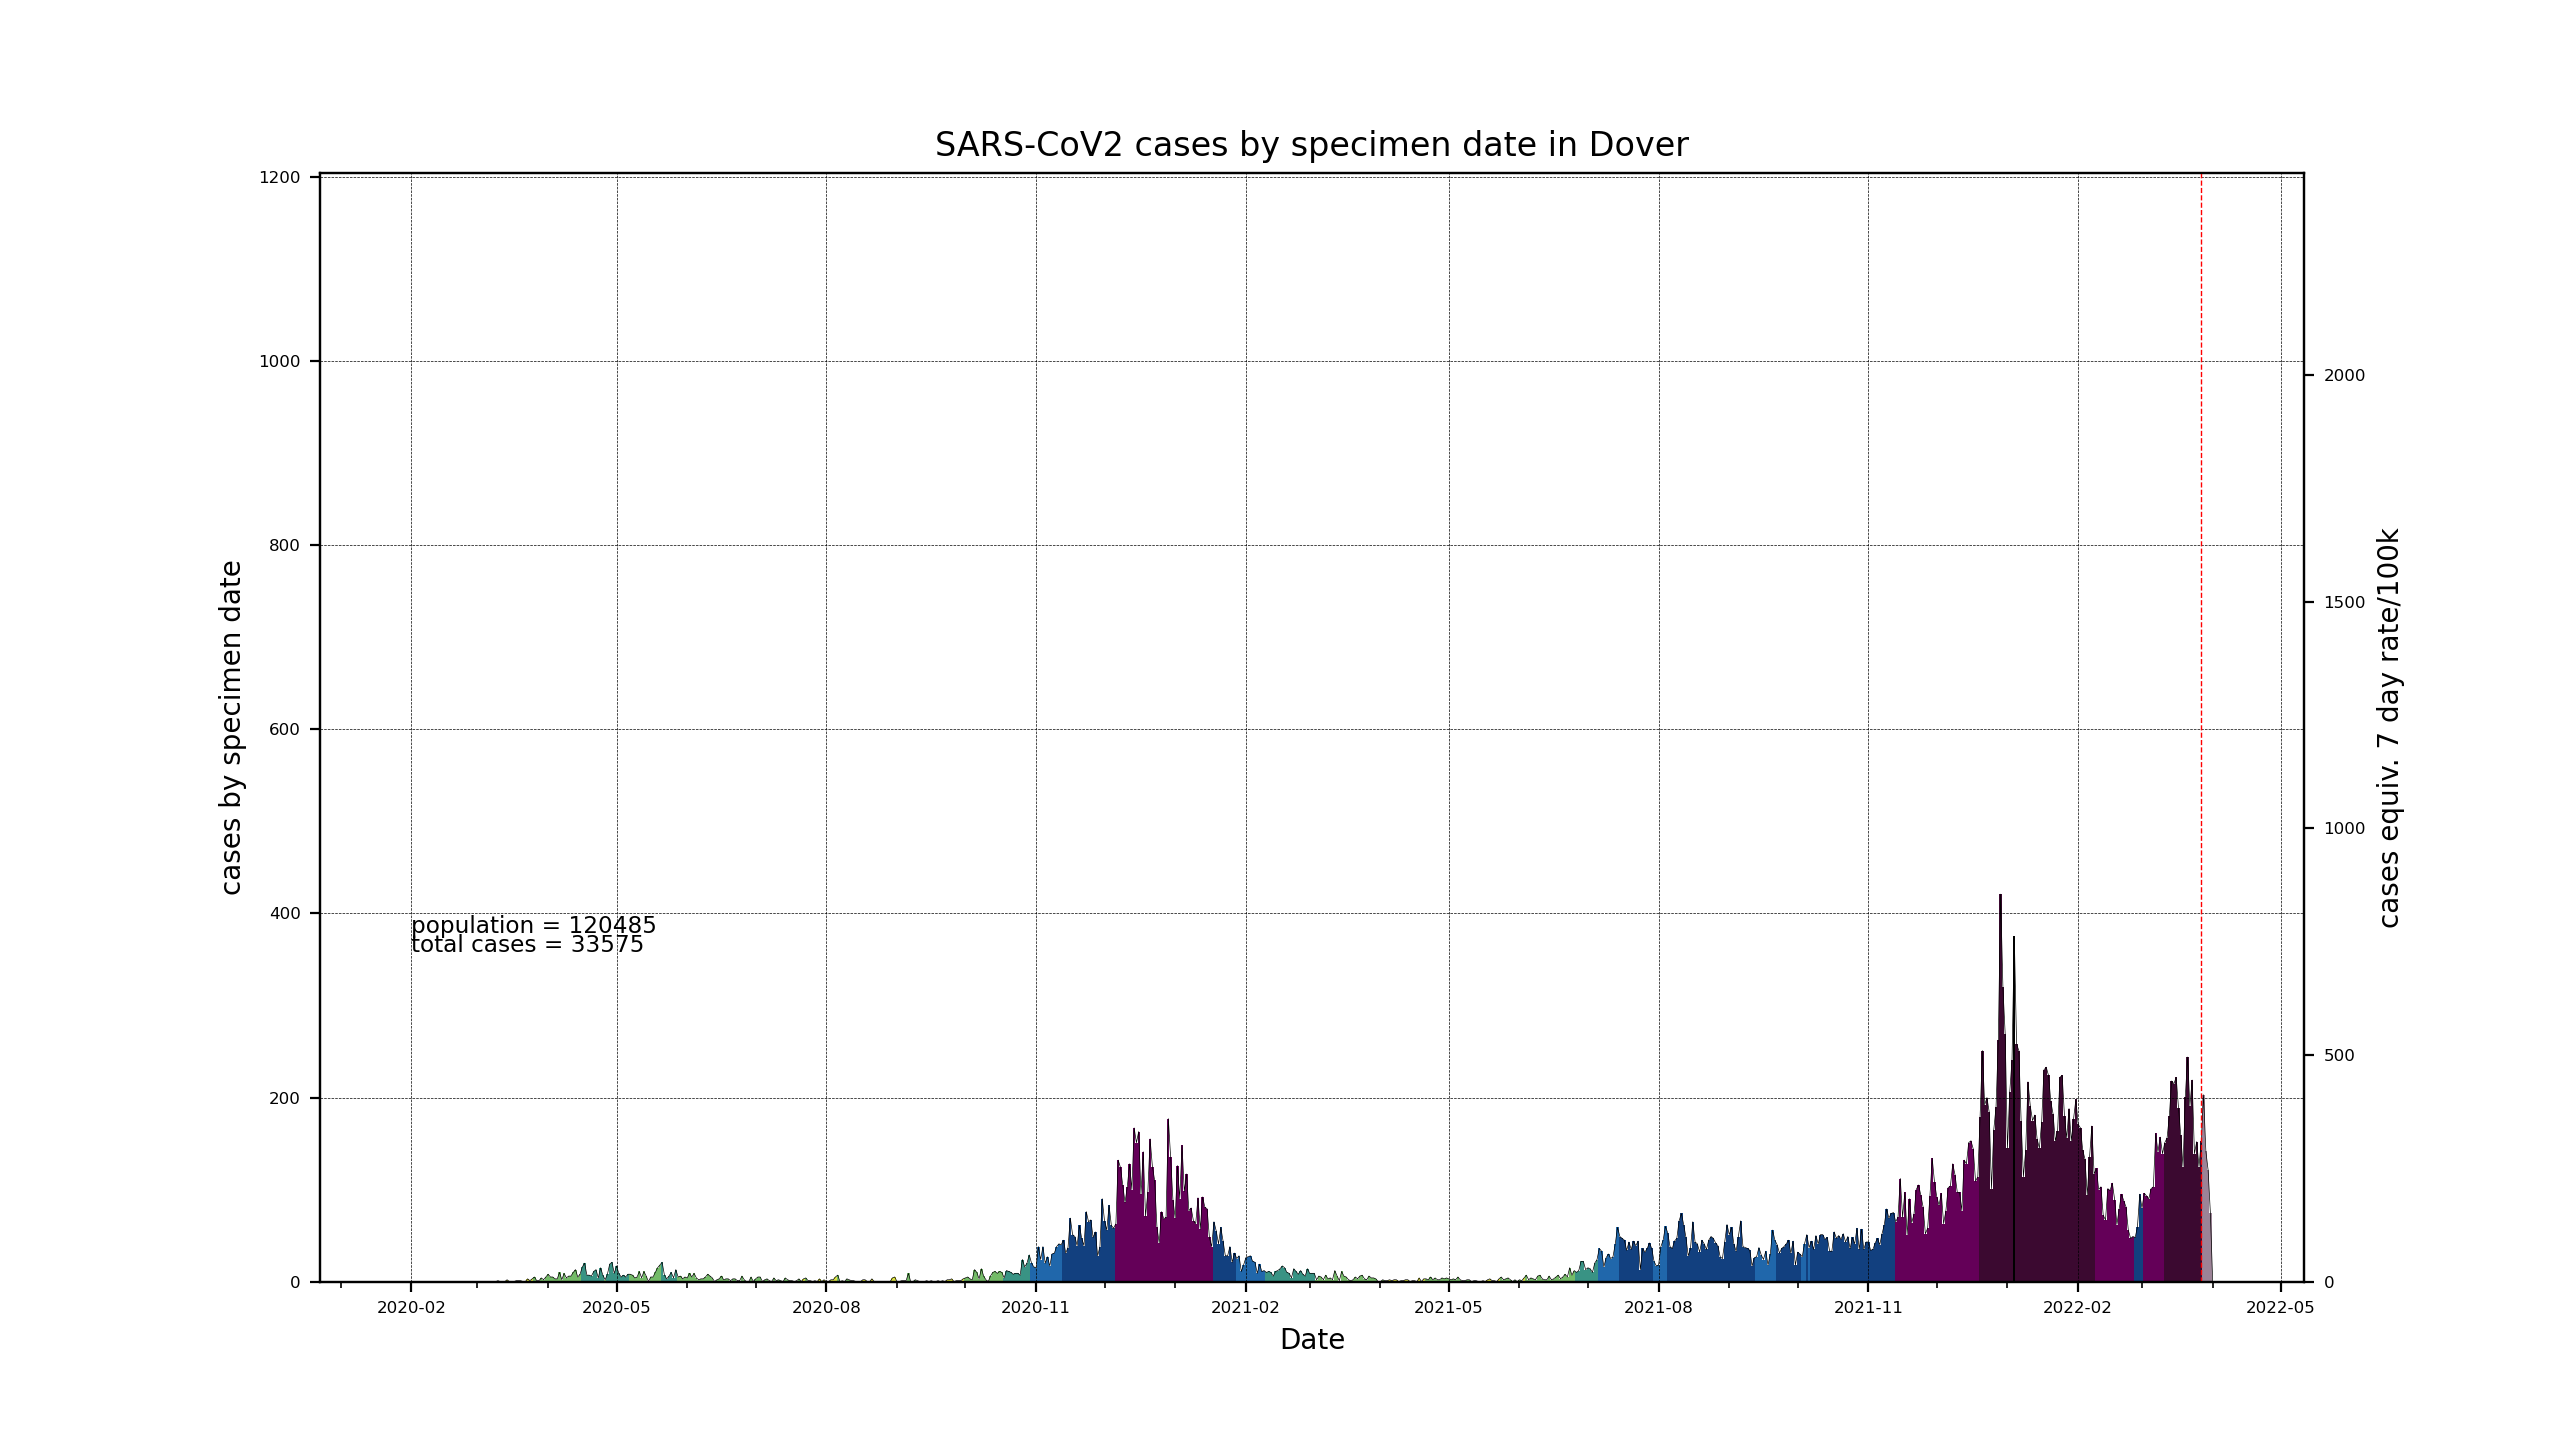 SARS-CoV2 cases by specimen date in Dover
1200
1000
800
600
400
200
0
cases by specimen date
population = 120485
total cases = 33575
2000
1500
1000
500
0
cases equiv. 7 day rate/100k
2020-02 2020-05 2020-08 2020-11 2021-02 2021-05 2021-08 2021-11 2022-02 2022-05
Date